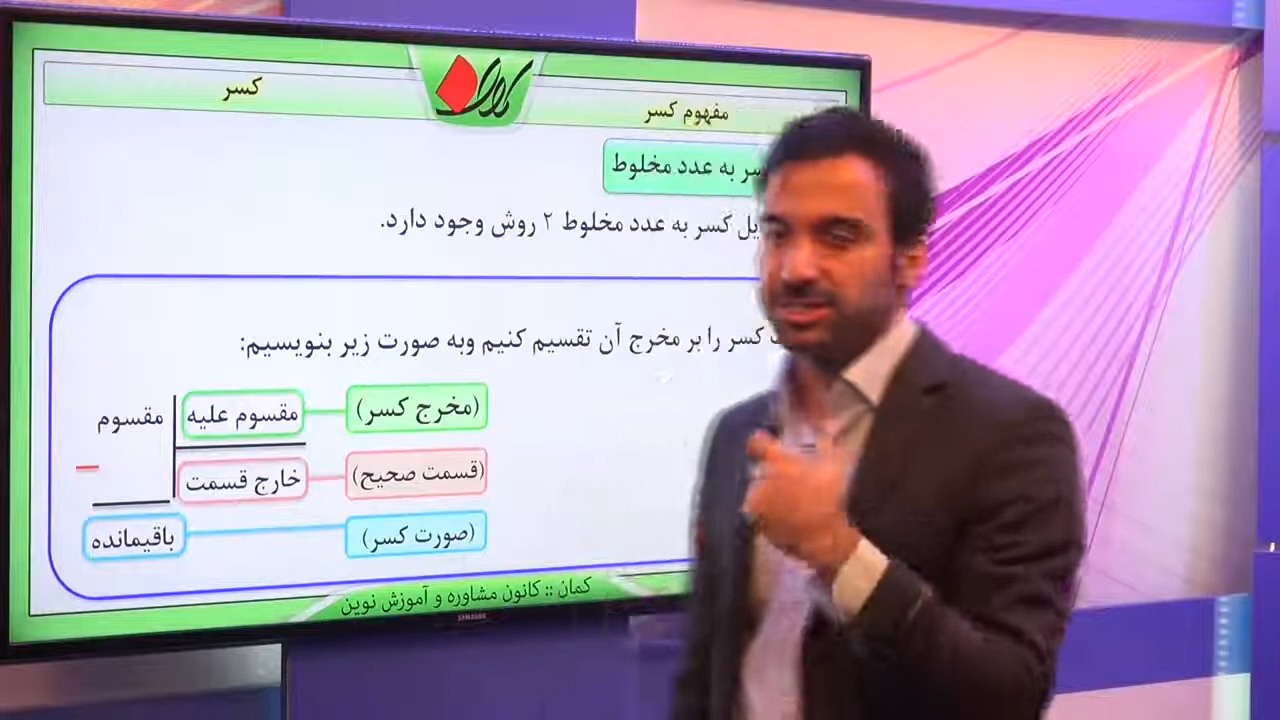 مفهوم کسر
کسر
به عدد مخلوط
کسر به عدد مخلوط ۲ روش وجود دارد.
کسر را بر مخرج آن تقسیم کنیم وبه صورت زیر بنویسیم:
(مخرج کسر) مقسوم علیه مقسوم
(قسمت صحیح) خارج قسمت
(صورت کسر) باقیمانده
کمان :: کانون مشاوره و آموزش نوین
SAMSUNG